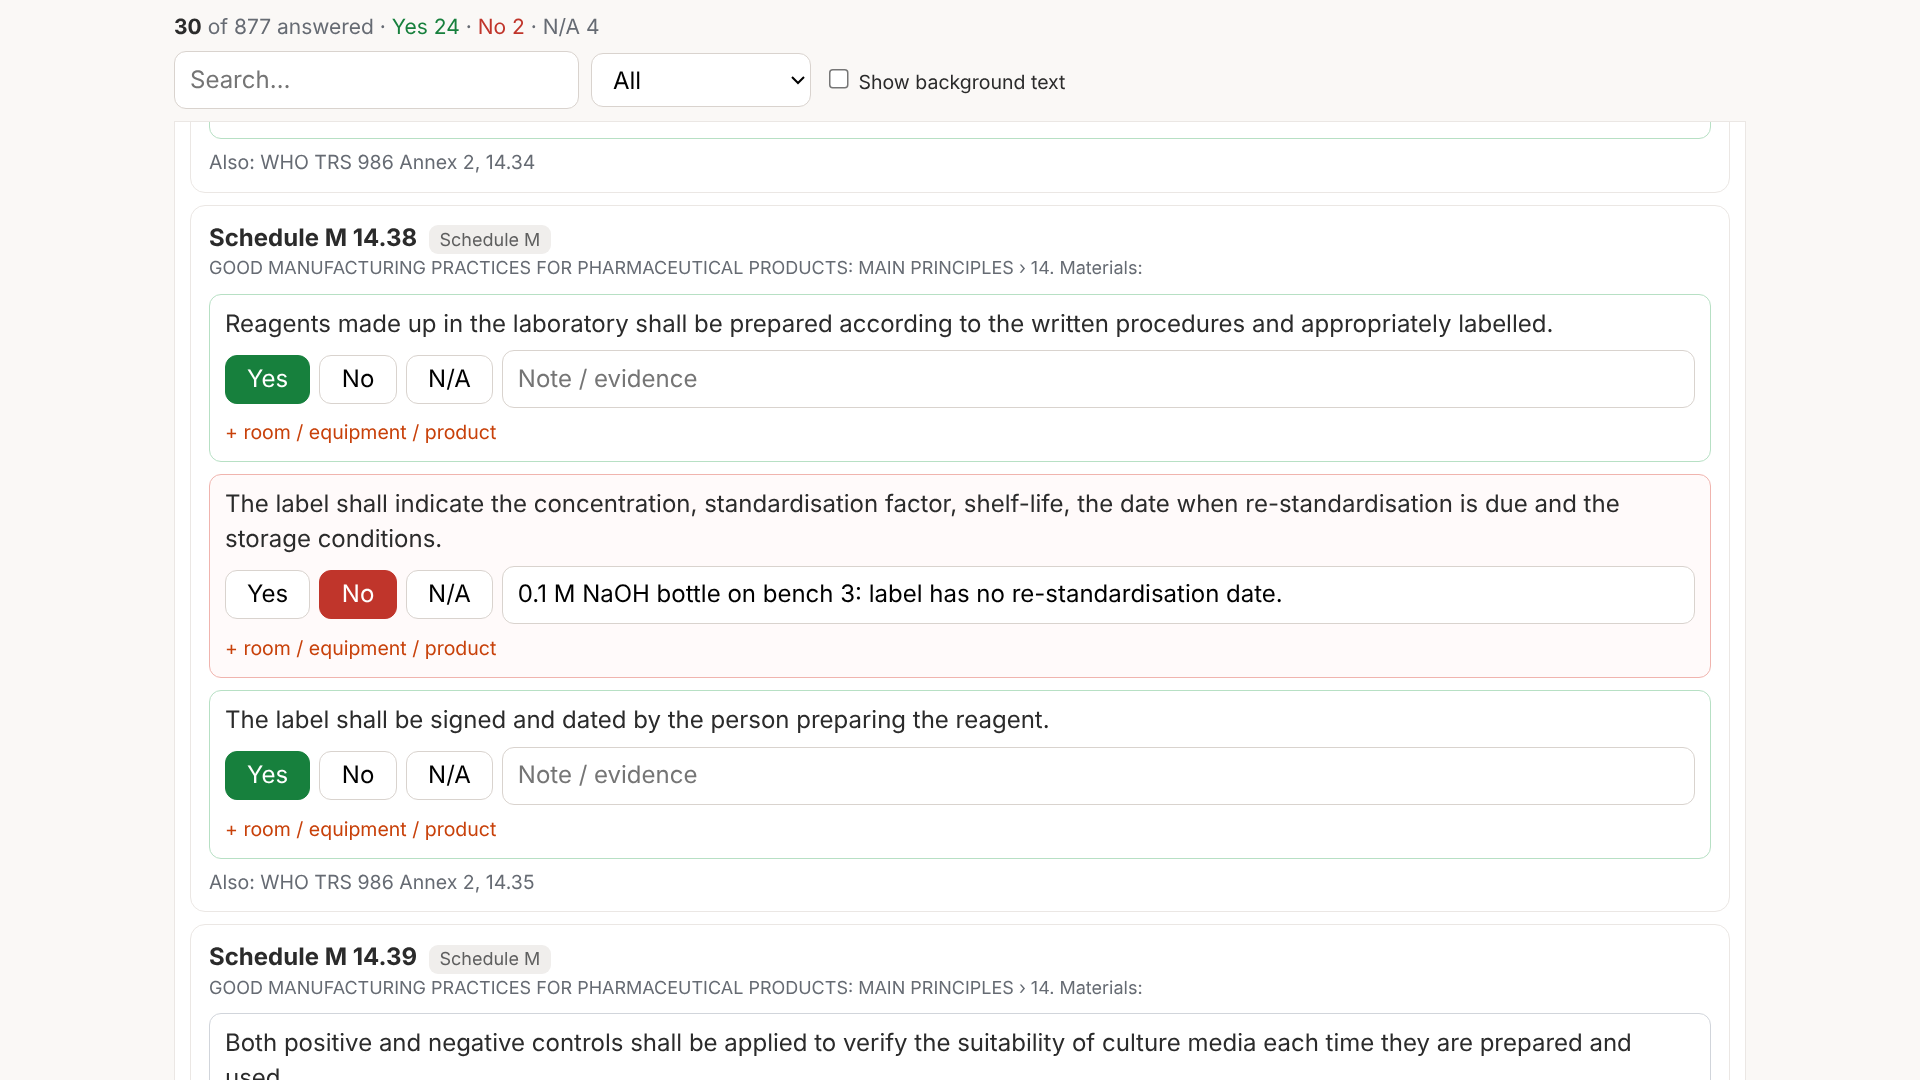 30 of 877 answered · Yes 24 · No 2 · N/A 4
Search...
All
Show background text
Also: WHO TRS 986 Annex 2, 14.34
Schedule M 14.38 Schedule M
GOOD MANUFACTURING PRACTICES FOR PHARMACEUTICAL PRODUCTS: MAIN PRINCIPLES › 14. Materials:
Reagents made up in the laboratory shall be prepared according to the written procedures and appropriately labelled.
Yes No N/A Note / evidence
+ room / equipment / product
The label shall indicate the concentration, standardisation factor, shelf-life, the date when re-standardisation is due and the
storage conditions.
Yes No N/A 0.1 M NaOH bottle on bench 3: label has no re-standardisation date.
+ room / equipment / product
The label shall be signed and dated by the person preparing the reagent.
Yes No N/A Note / evidence
+ room / equipment / product
Also: WHO TRS 986 Annex 2, 14.35
Schedule M 14.39 Schedule M
GOOD MANUFACTURING PRACTICES FOR PHARMACEUTICAL PRODUCTS: MAIN PRINCIPLES › 14. Materials:
Both positive and negative controls shall be applied to verify the suitability of culture media each time they are prepared and
used